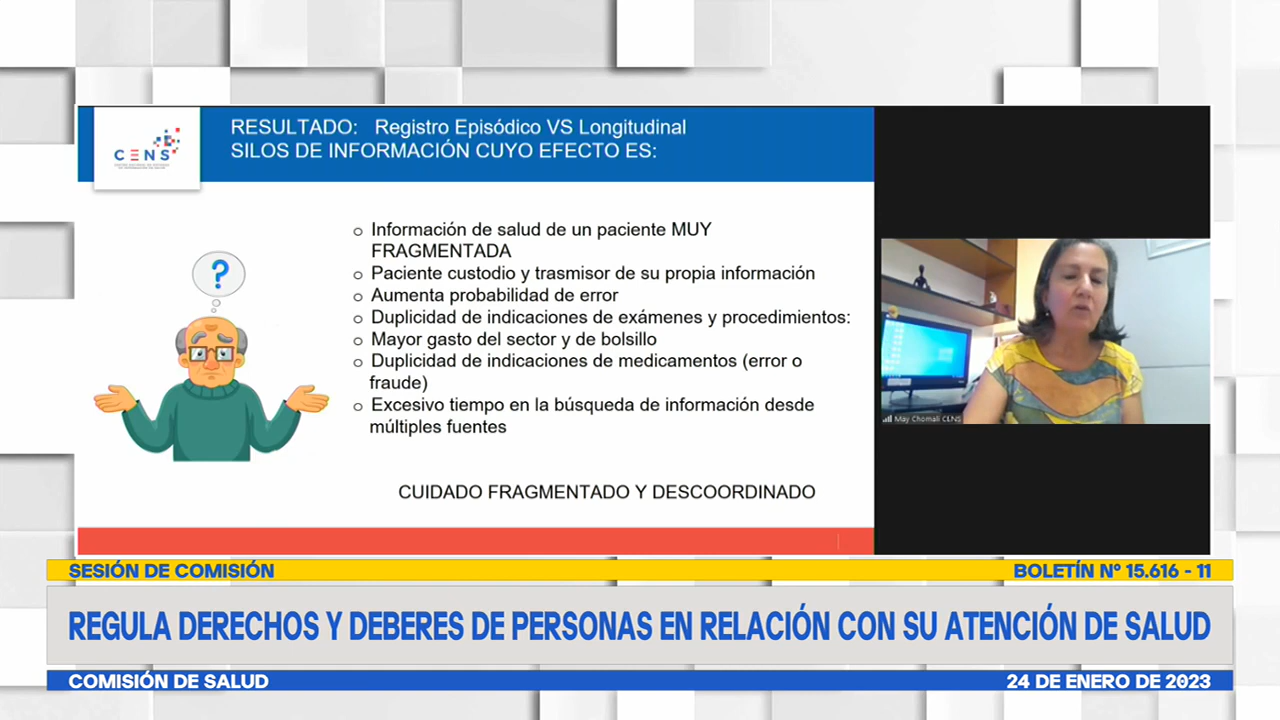 CENS
RESULTADO: Registro Episódico VS Longitudinal
SILOS DE INFORMACIÓN CUYO EFECTO ES:
?
o Información de salud de un paciente MUY
FRAGMENTADA
o Paciente custodio y trasmisor de su propia información
o Aumenta probabilidad de error
o Duplicidad de indicaciones de exámenes y procedimientos:
o Mayor gasto del sector y de bolsillo
o Duplicidad de indicaciones de medicamentos (error o
fraude)
o Excesivo tiempo en la búsqueda de información desde
múltiples fuentes
CUIDADO FRAGMENTADO Y DESCOORDINADO
May Chomali CENS
SESIÓN DE COMISIÓN
BOLETÍN Nº 15.616 - 11
REGULA DERECHOS Y DEBERES DE PERSONAS EN RELACIÓN CON SU ATENCIÓN DE SALUD
COMISIÓN DE SALUD
24 DE ENERO DE 2023